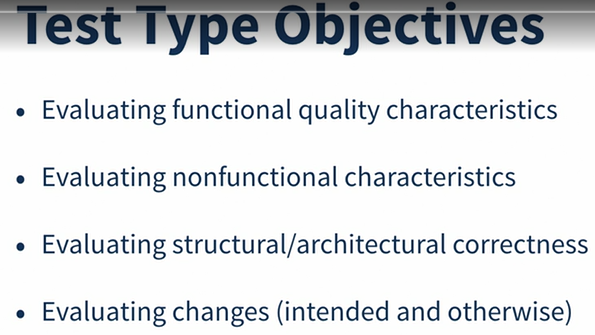 Test Type Objectives
• Evaluating functional quality characteristics
• Evaluating nonfunctional characteristics
• Evaluating structural/architectural correctness
• Evaluating changes (intended and otherwise)